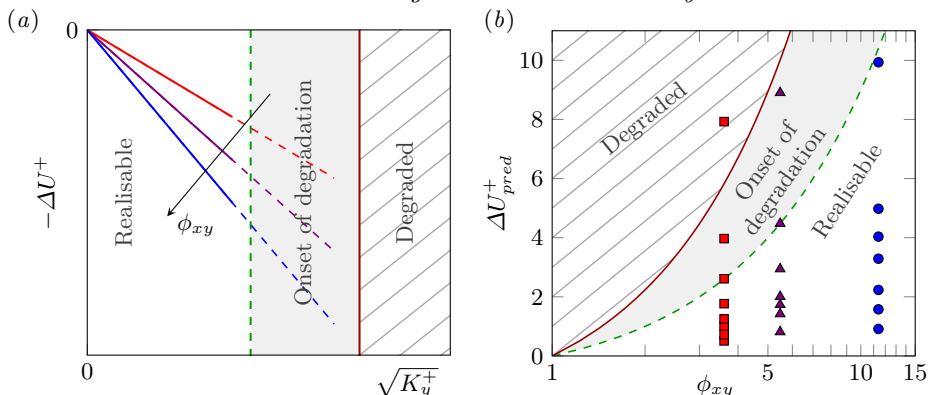 (a)
0
−ΔU⁺
Realisable
ϕxy
Onset of degradation
Degraded
0
√K_y⁺
(b)
10
8
6
4
2
0
ΔU⁺pred
Degraded
Onset of
degradation
Realisable
1
5
10
15
ϕxy